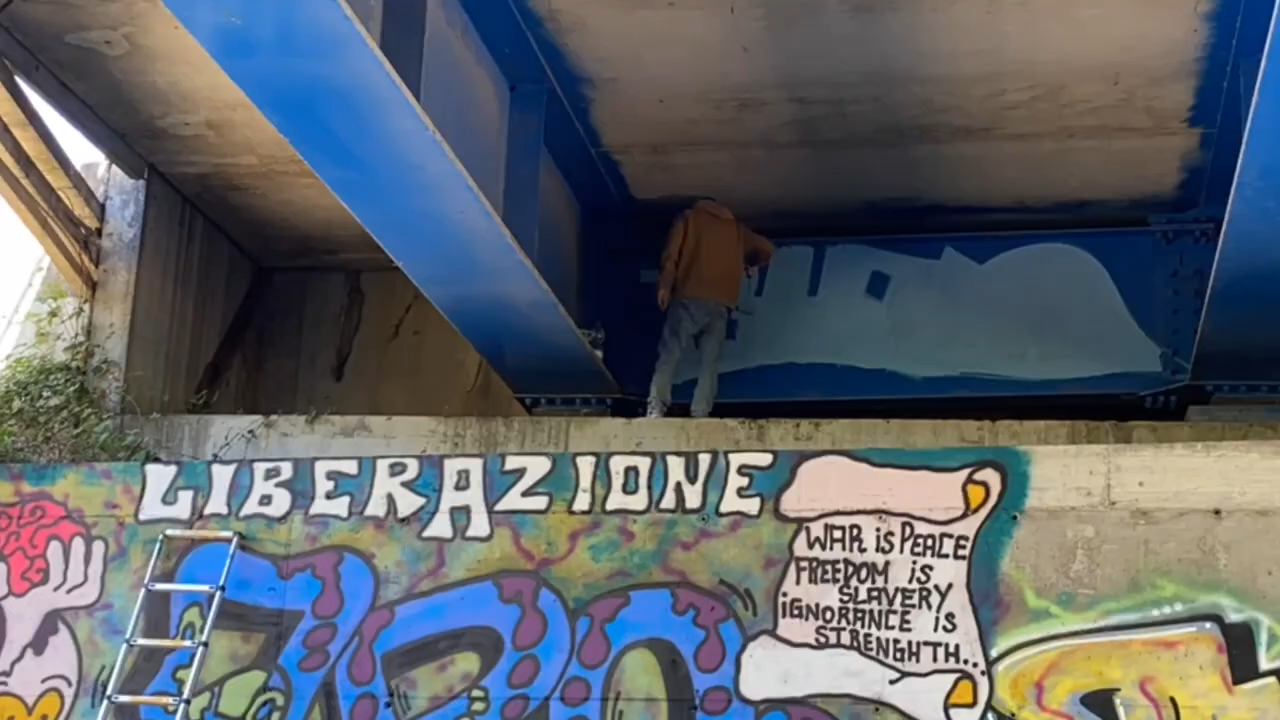 LIBERAZIONE
WAR is PEACE
FREEDOM is
SLAVERY
iGNORANCE is
STRENGHTH..